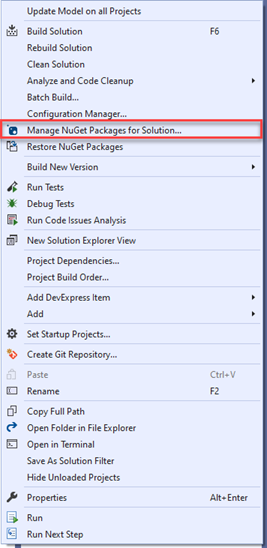 Update Model on all Projects
Build Solution F6
Rebuild Solution
Clean Solution
Analyze and Code Cleanup
Batch Build...
Configuration Manager...
Manage NuGet Packages for Solution...
Restore NuGet Packages
Build New Version
Run Tests
Debug Tests
Run Code Issues Analysis
New Solution Explorer View
Project Dependencies...
Project Build Order...
Add DevExpress Item
Add
Set Startup Projects...
Create Git Repository...
Paste Ctrl+V
Rename F2
Copy Full Path
Open Folder in File Explorer
Open in Terminal
Save As Solution Filter
Hide Unloaded Projects
Properties Alt+Enter
Run
Run Next Step